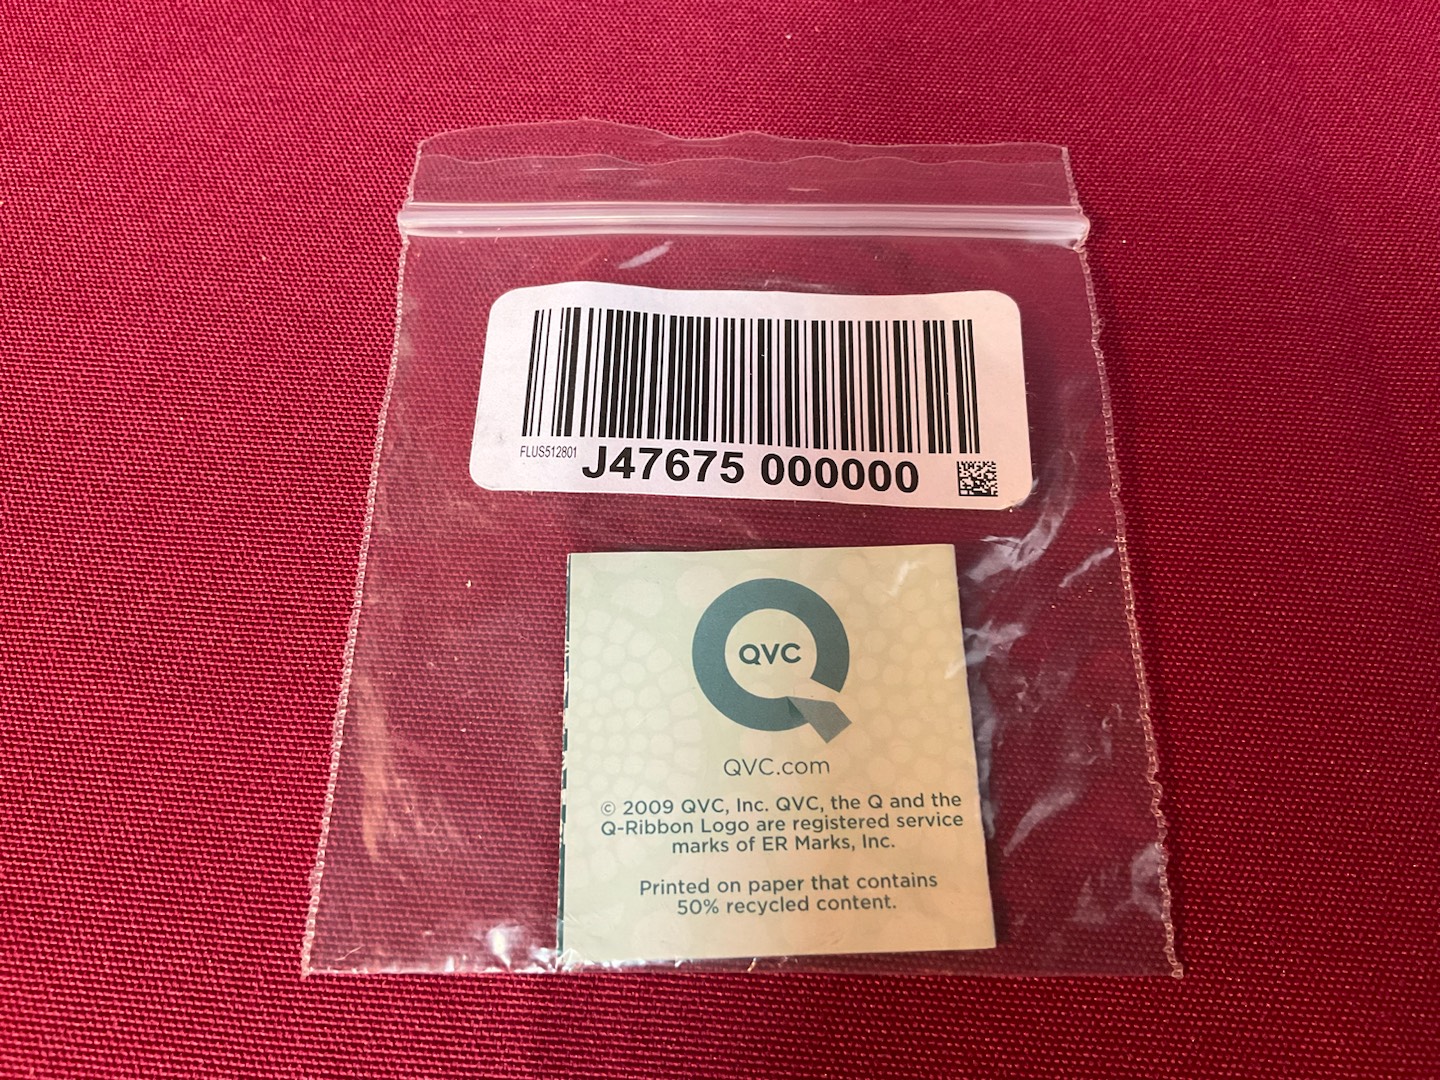 FLUS512801 J47675 000000
QVC
QVC.com
© 2009 QVC, Inc. QVC, the Q and the
Q-Ribbon Logo are registered service
marks of ER Marks, Inc.
Printed on paper that contains
50% recycled content.